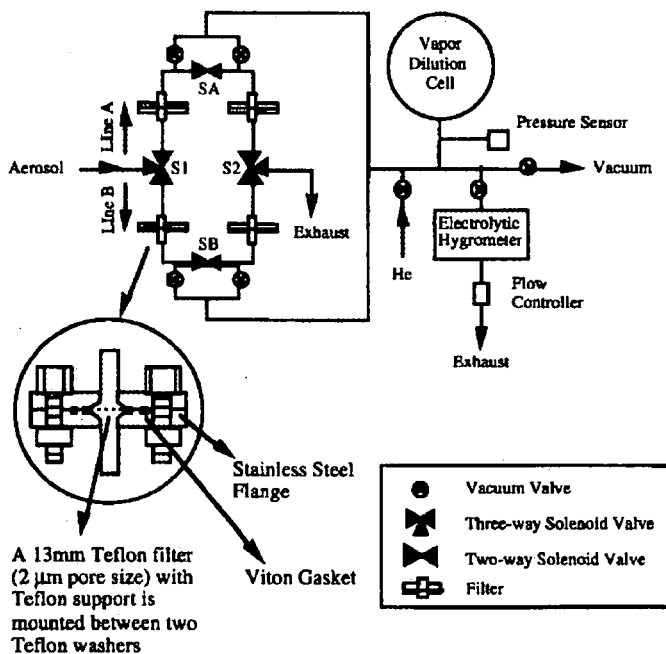 Vapor
Dilution
Cell
SA
Pressure Sensor
Line A
Aerosol
S1
S2
Vacuum
Line B
Exhaust
Electrolytic
Hygrometer
SB
He
Flow
Controller
Exhaust
Stainless Steel
Flange
Viton Gasket
A 13mm Teflon filter
(2 μm pore size) with
Teflon support is
mounted between two
Teflon washers
Vacuum Valve
Three-way Solenoid Valve
Two-way Solenoid Valve
Filter